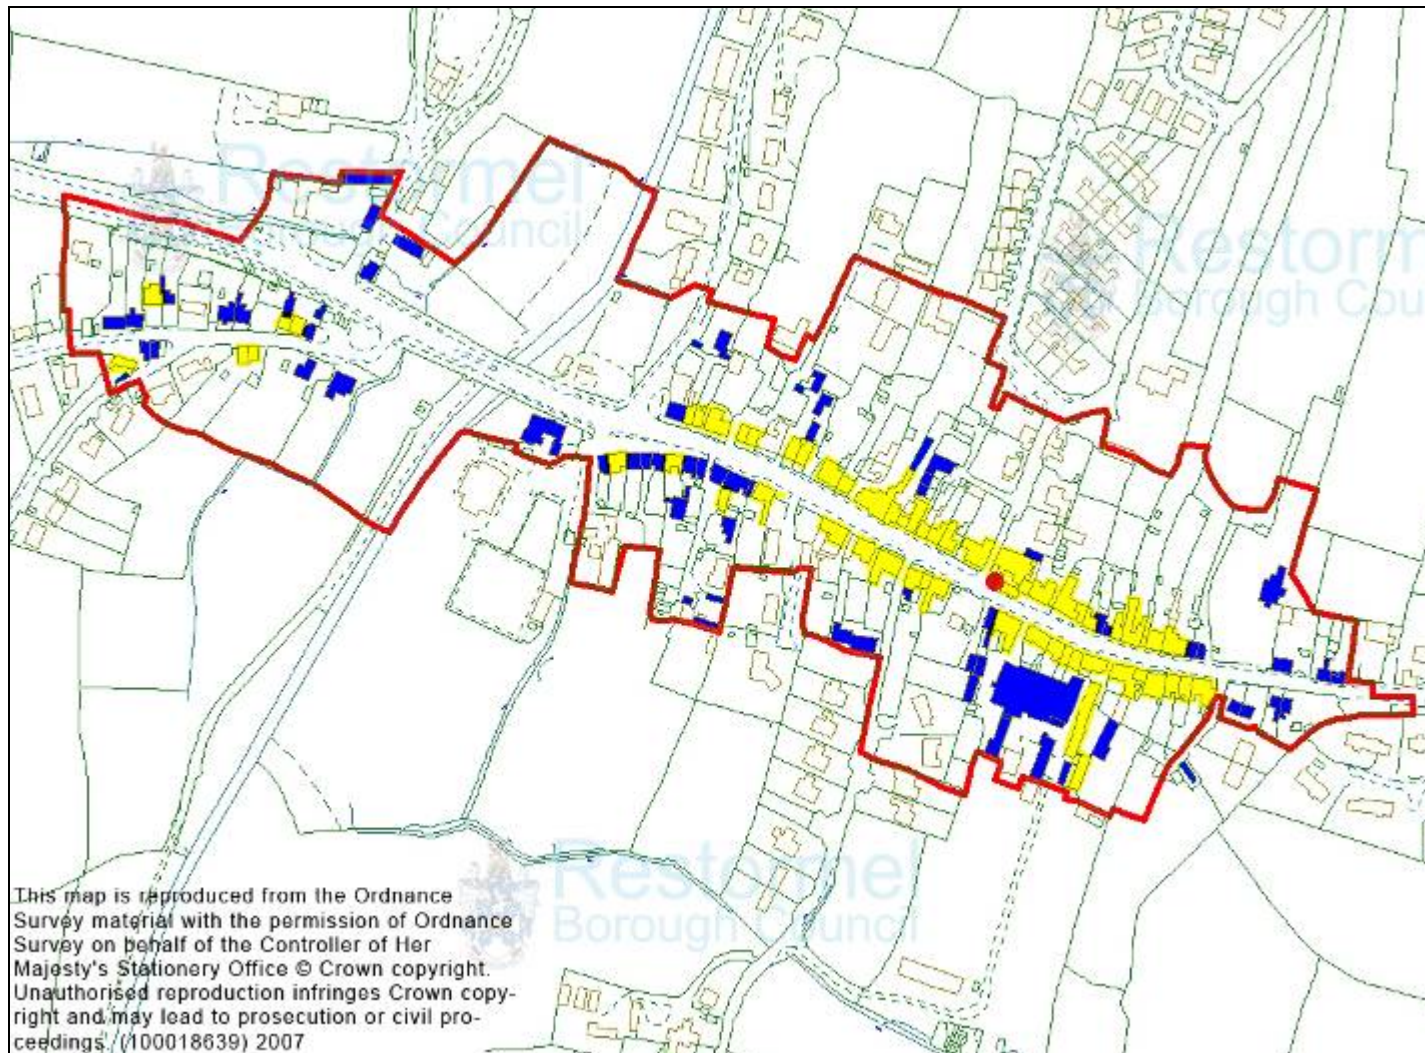 Restormel
Borough Council
Restorm
Borough Cou
Restormel
Borough Council
This map is reproduced from the Ordnance
Survey material with the permission of Ordnance
Survey on behalf of the Controller of Her
Majesty's Stationery Office © Crown copyright.
Unauthorised reproduction infringes Crown copy-
right and may lead to prosecution or civil pro-
ceedings. (100018639) 2007